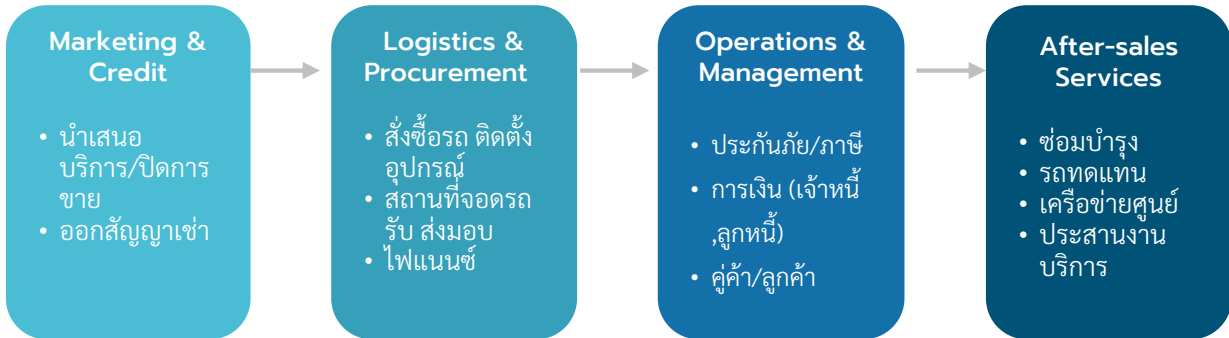 Marketing &
Credit
• นำเสนอ
บริการ/ปิดการ
ขาย
• ออกสัญญาเช่า
Logistics &
Procurement
• สั่งซื้อรถ ติดตั้ง
อุปกรณ์
• สถานที่จอดรถ
รับ ส่งมอบ
• ไฟแนนซ์
Operations &
Management
• ประกันภัย/ภาษี
• การเงิน (เจ้าหนี้
,ลูกหนี้)
• คู่ค้า/ลูกค้า
After-sales
Services
• ซ่อมบำรุง
• รถทดแทน
• เครือข่ายศูนย์
• ประสานงาน
บริการ